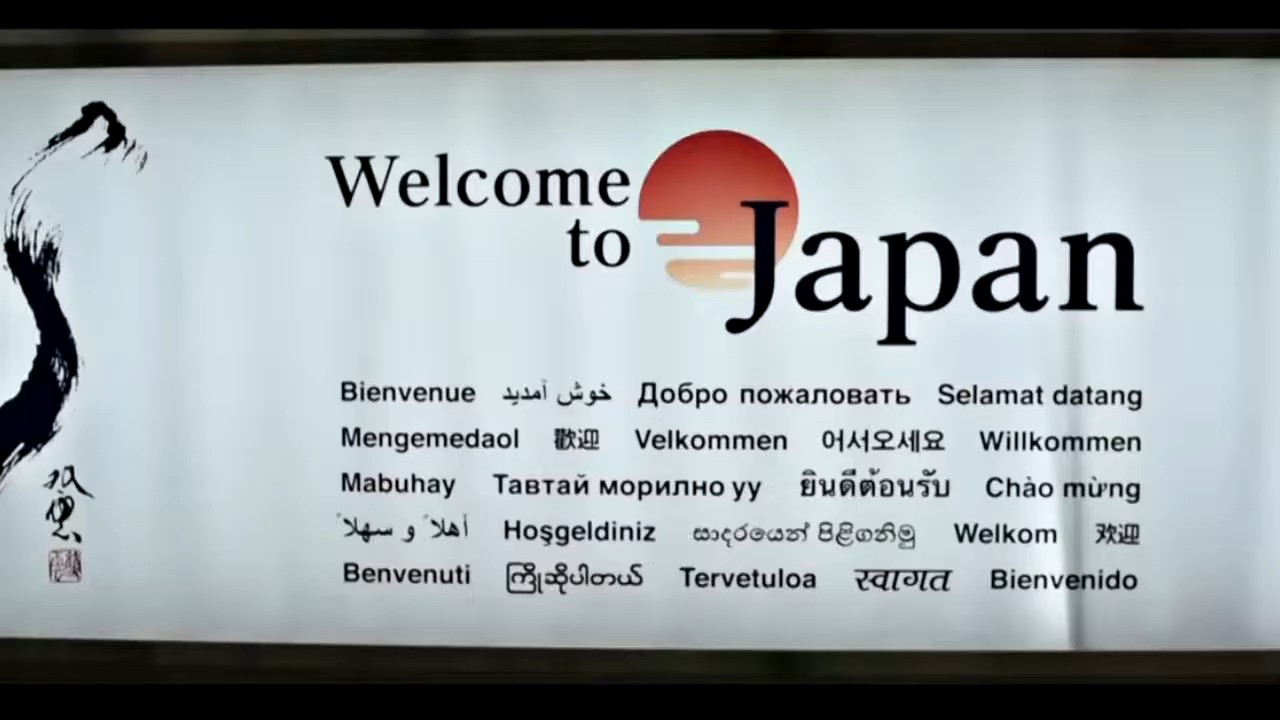 Welcome
to
Japan
Bienvenue خوش آمدید Добро пожаловать Selamat datang
Mengemedaol 歡迎 Velkommen 어서오세요 Willkommen
Mabuhay Тавтай морилно уу ยินดีต้อนรับ Chào mừng
أهلاً و سهلاً Hoşgeldiniz සාදරයෙන් පිළිගනිමු Welkom 欢迎
Benvenuti ကြိုဆိုပါတယ် Tervetuloa स्वागत Bienvenido